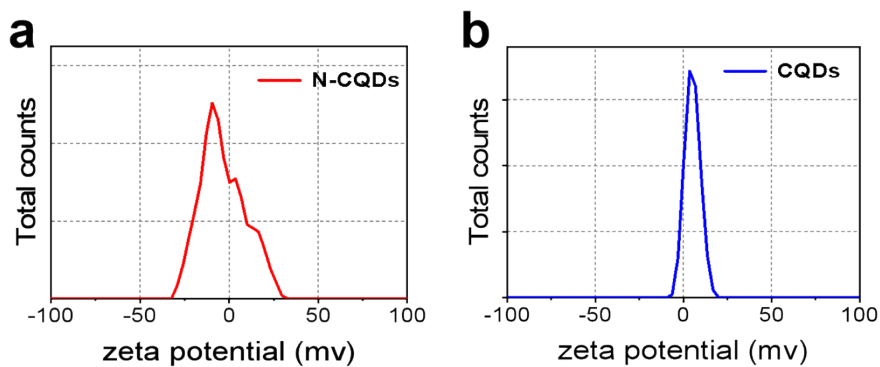 a
N-CQDs
Total counts
-100 -50 0 50 100
zeta potential (mv)
b
CQDs
Total counts
-100 -50 0 50 100
zeta potential (mv)